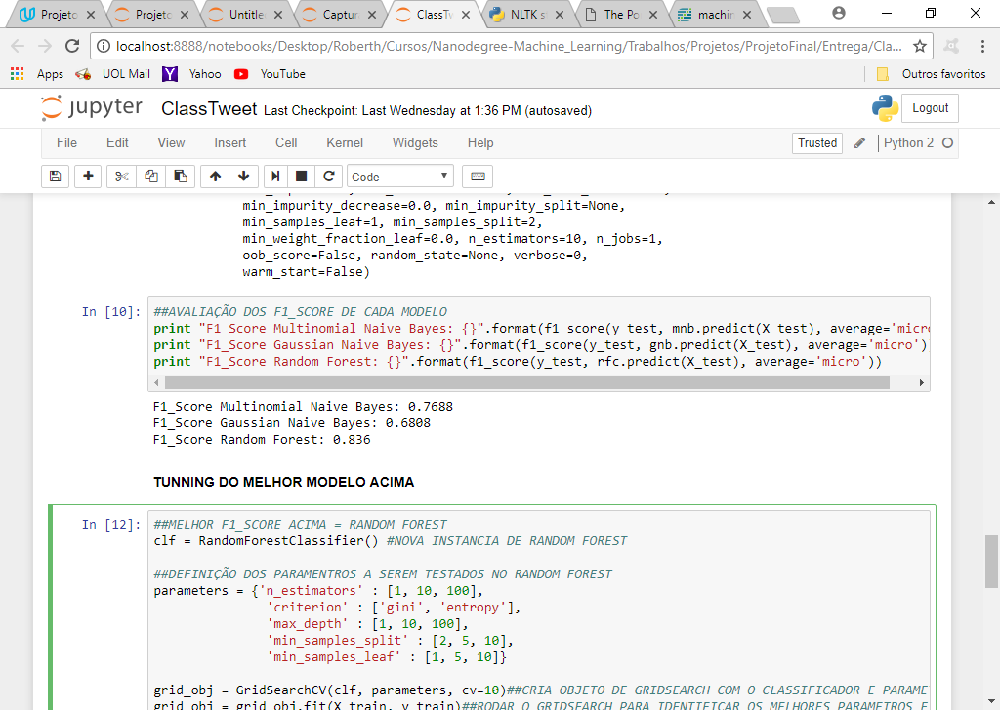 Projeto
Projeto
Untitle
Captur
ClassTw
NLTK s
The Po
machin
localhost:8888/notebooks/Desktop/Roberth/Cursos/Nanodegree-Machine_Learning/Trabalhos/Projetos/ProjetoFinal/Entrega/Cla...
Apps UOL Mail Yahoo YouTube Outros favoritos
jupyter ClassTweet Last Checkpoint: Last Wednesday at 1:36 PM (autosaved) Logout
File Edit View Insert Cell Kernel Widgets Help Trusted Python 2
Code
min_impurity_decrease=0.0, min_impurity_split=None,
min_samples_leaf=1, min_samples_split=2,
min_weight_fraction_leaf=0.0, n_estimators=10, n_jobs=1,
oob_score=False, random_state=None, verbose=0,
warm_start=False)
In [10]: ##AVALIAÇÃO DOS F1_SCORE DE CADA MODELO
print "F1_Score Multinomial Naive Bayes: {}".format(f1_score(y_test, mnb.predict(X_test), average='micr
print "F1_Score Gaussian Naive Bayes: {}".format(f1_score(y_test, gnb.predict(X_test), average='micro')
print "F1_Score Random Forest: {}".format(f1_score(y_test, rfc.predict(X_test), average='micro'))
F1_Score Multinomial Naive Bayes: 0.7688
F1_Score Gaussian Naive Bayes: 0.6808
F1_Score Random Forest: 0.836
TUNNING DO MELHOR MODELO ACIMA
In [12]: ##MELHOR F1_SCORE ACIMA = RANDOM FOREST
clf = RandomForestClassifier() #NOVA INSTANCIA DE RANDOM FOREST
##DEFINIÇÃO DOS PARAMENTROS A SEREM TESTADOS NO RANDOM FOREST
parameters = {'n_estimators' : [1, 10, 100],
'criterion' : ['gini', 'entropy'],
'max_depth' : [1, 10, 100],
'min_samples_split' : [2, 5, 10],
'min_samples_leaf' : [1, 5, 10]}
grid_obj = GridSearchCV(clf, parameters, cv=10)##CRIA OBJETO DE GRIDSEARCH COM O CLASSIFICADOR E PARAME
grid_obj = grid_obj.fit(X_train, y_train)##RODAR O GRIDSEARCH PARA IDENTIFICAR OS MELHORES PARAMETROS E